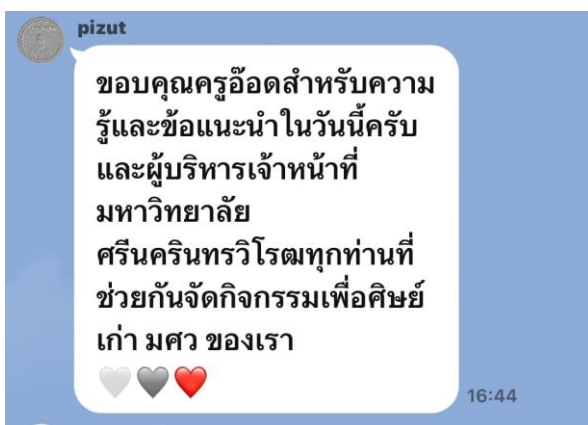 pizut
ขอบคุณครูอ๊อดสำหรับความ
รู้และข้อแนะนำในวันนี้ครับ
และผู้บริหารเจ้าหน้าที่
มหาวิทยาลัย
ศรีนครินทรวิโรฒทุกท่านที่
ช่วยกันจัดกิจกรรมเพื่อศิษย์
เก่า มศว ของเรา
🤍🩶❤️
16:44